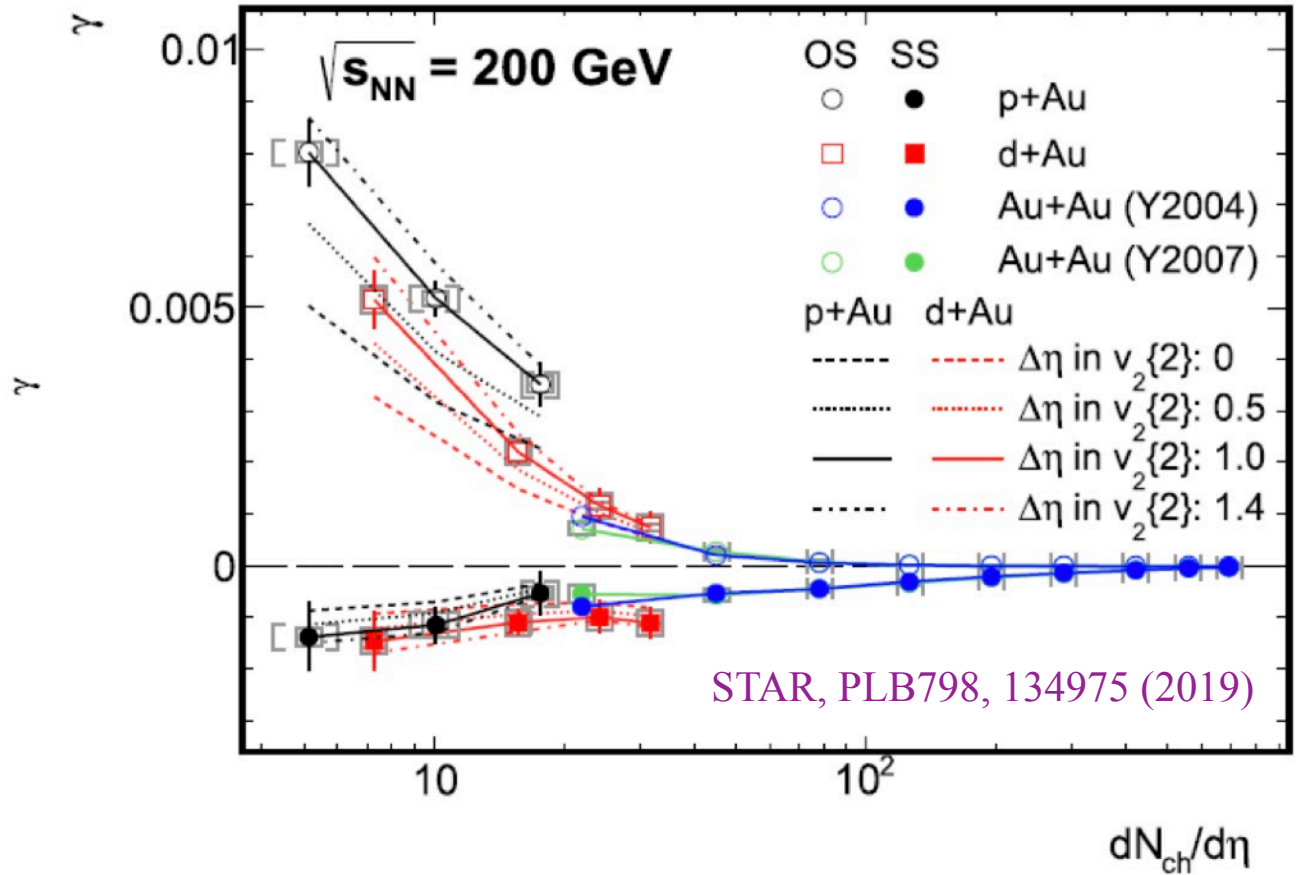 γ
0.01
√sNN = 200 GeV
OS SS
p+Au
d+Au
Au+Au (Y2004)
Au+Au (Y2007)
0.005
γ
p+Au d+Au
Δη in v2{2}: 0
Δη in v2{2}: 0.5
Δη in v2{2}: 1.0
Δη in v2{2}: 1.4
0
STAR, PLB798, 134975 (2019)
10 10²
dNch/dη